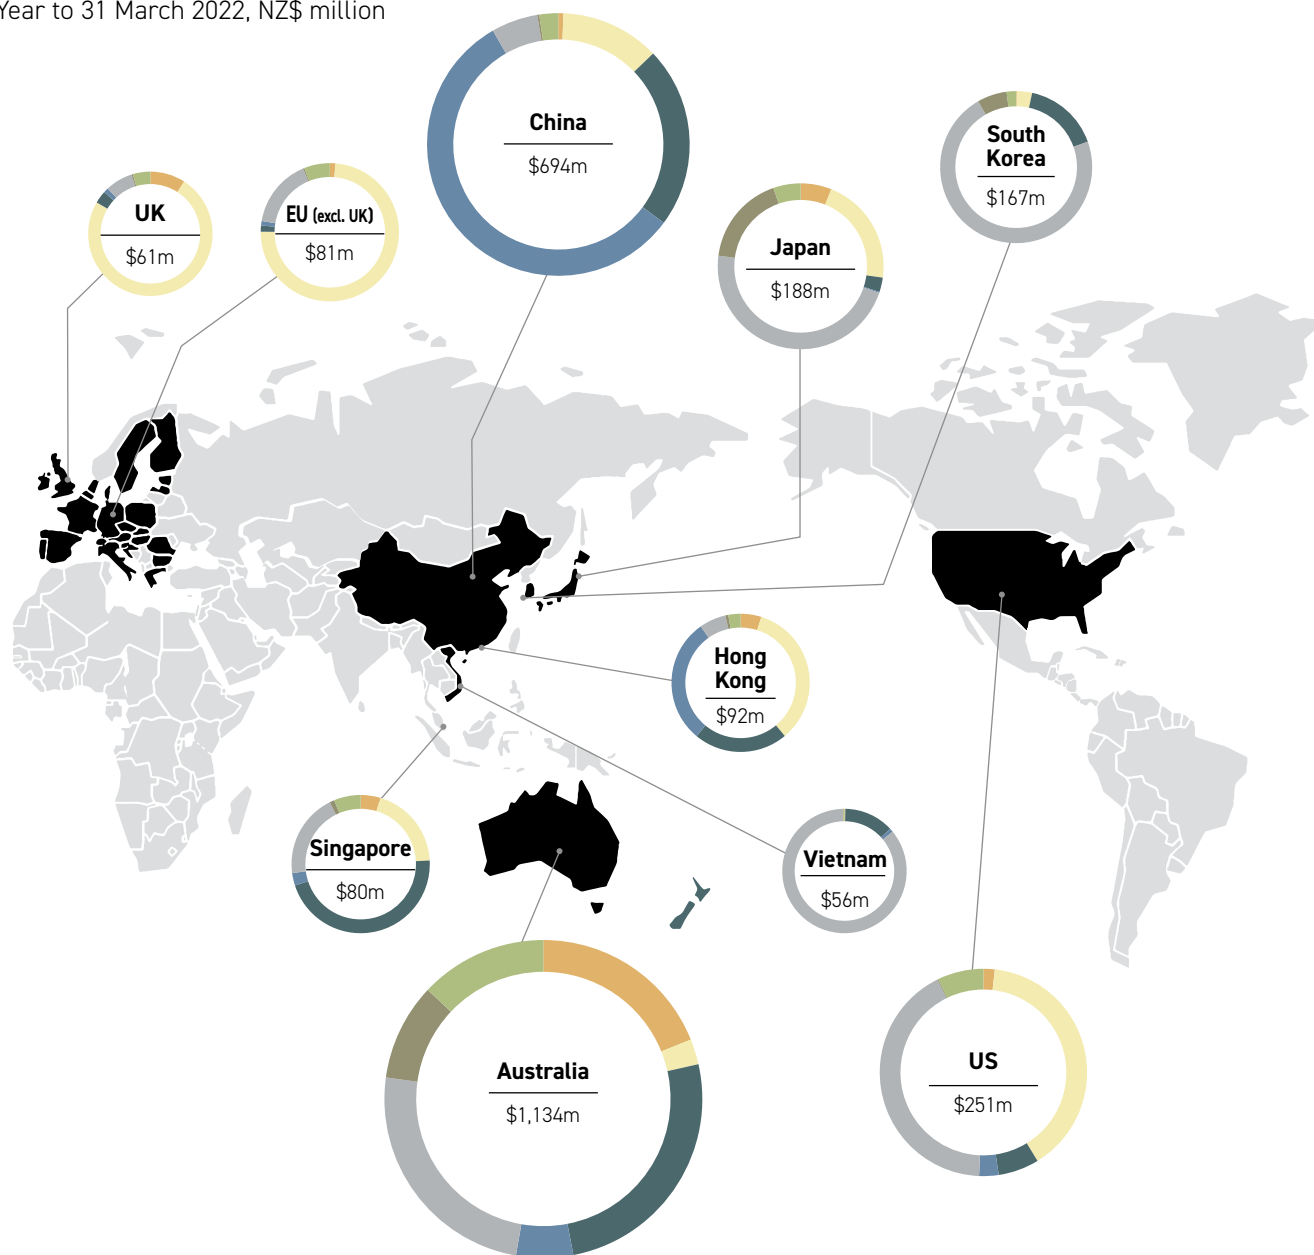 Year to 31 March 2022, NZ$ million
China
$694m
South
Korea
$167m
UK
$61m
EU (excl. UK)
$81m
Japan
$188m
Hong
Kong
$92m
Singapore
$80m
Vietnam
$56m
Australia
$1,134m
US
$251m